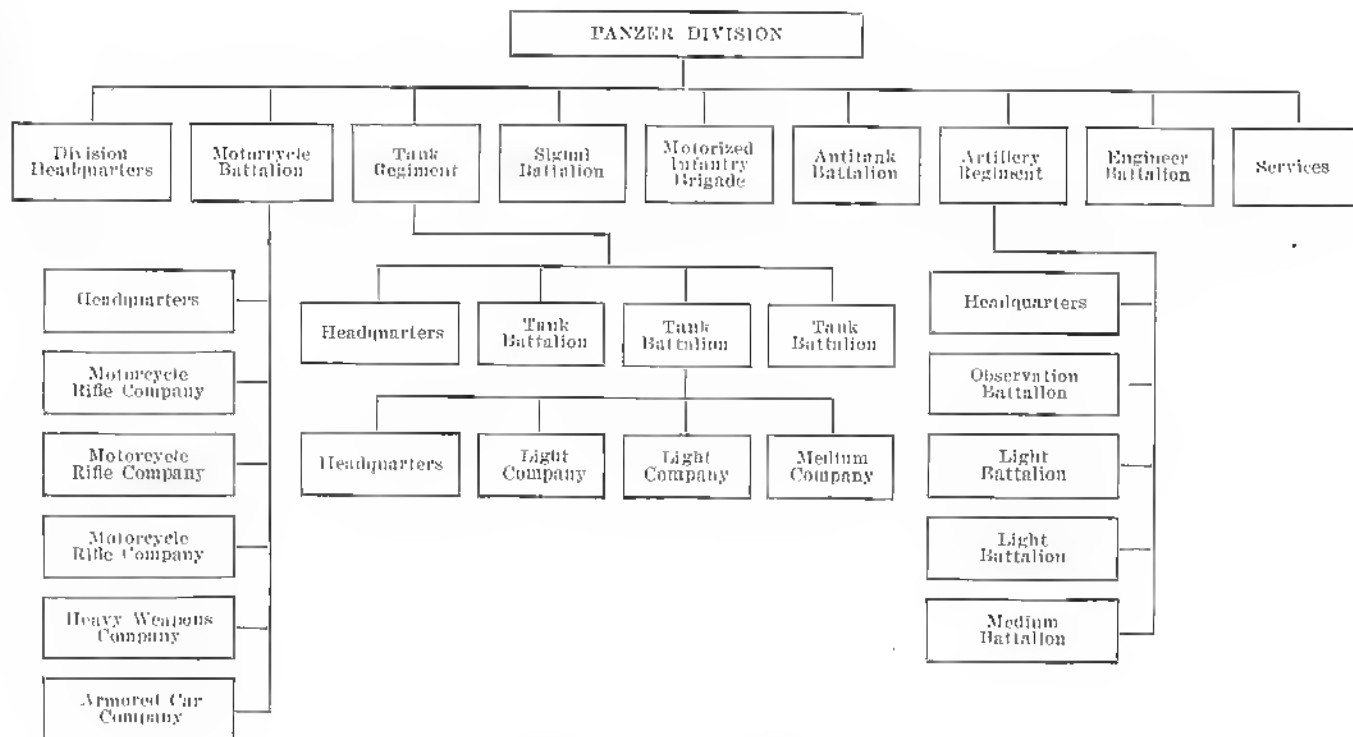 PANZER DIVISION
Division
Headquarters
Motorcycle
Battalion
Tank
Regiment
Signal
Battalion
Motorized
Infantry
Brigade
Antitank
Battalion
Artillery
Regiment
Engineer
Battalion
Services
Headquarters
Motorcycle
Rifle Company
Motorcycle
Rifle Company
Motorcycle
Rifle Company
Heavy Weapons
Company
Armored Car
Company
Headquarters
Tank
Battalion
Tank
Battalion
Tank
Battalion
Headquarters
Light
Company
Light
Company
Medium
Company
Headquarters
Observation
Battalion
Light
Battalion
Light
Battalion
Medium
Battalion